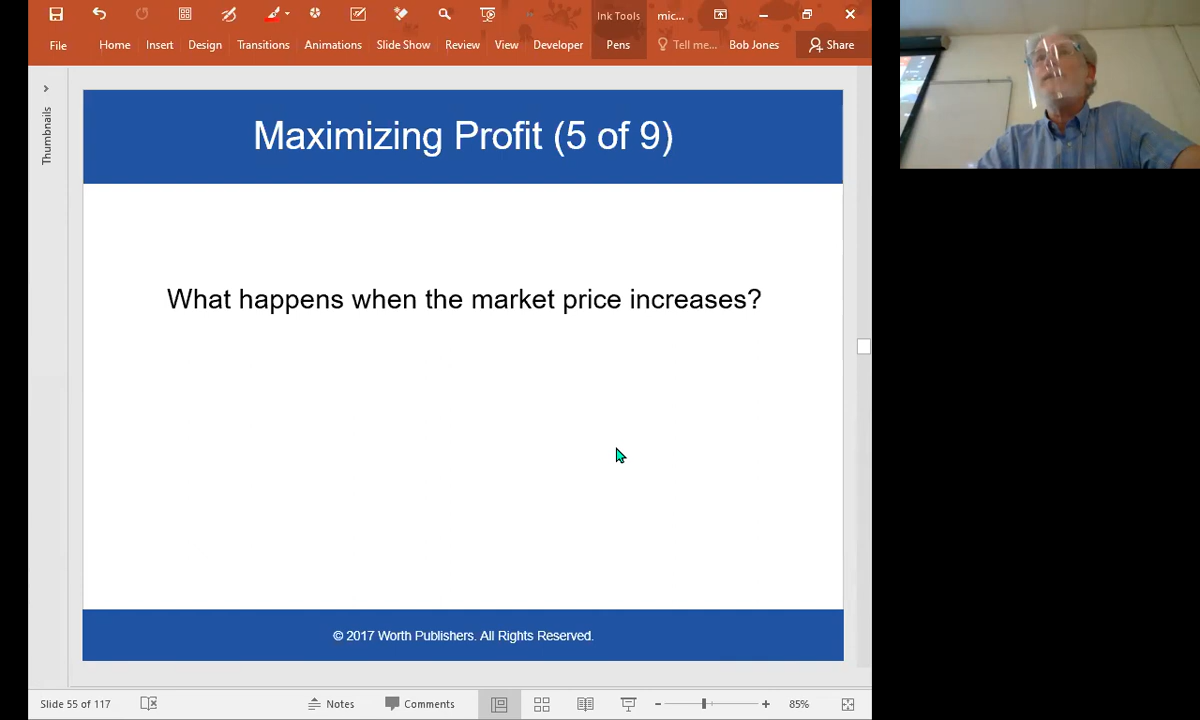 Ink Tools
mic...
File
Home
Insert
Design
Transitions
Animations
Slide Show
Review
View
Developer
Pens
Tell me...
Bob Jones
Share
Thumbnails
Maximizing Profit (5 of 9)
What happens when the market price increases?
© 2017 Worth Publishers. All Rights Reserved.
Slide 55 of 117
Notes
Comments
85%